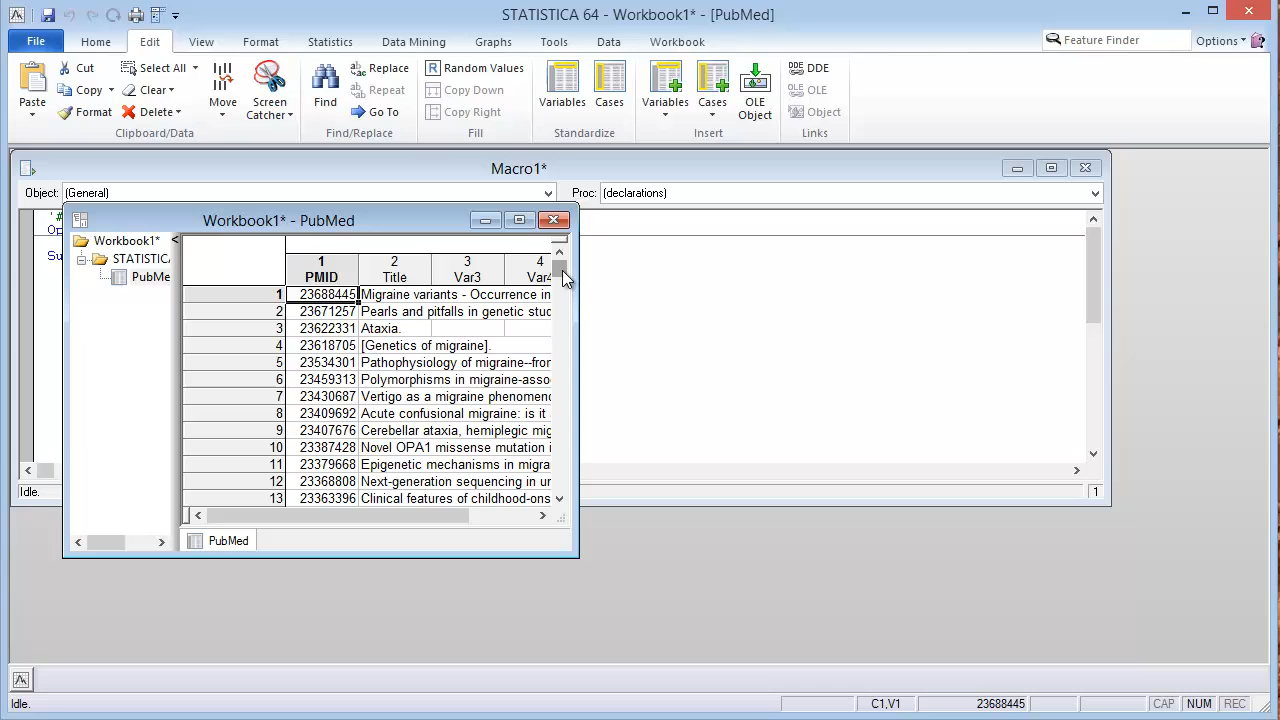 STATISTICA 64 - Workbook1* - [PubMed]
File Home Edit View Format Statistics Data Mining Graphs Tools Data Workbook Feature Finder Options
Paste Cut Copy Format Select All Clear Delete Move Screen Catcher Clipboard/Data
Find Replace Repeat Go To Find/Replace
Random Values Copy Down Copy Right Fill
Variables Cases Standardize
Variables Cases OLE Object Insert
DDE OLE Object Links
Macro1*
Object: (General) Proc: (declarations)
'#
Op
Su
Workbook1* - PubMed
Workbook1* <
STATISTICA
PubMe
1 2 3 4
PMID Title Var3 Var4
1 23688445 Migraine variants - Occurrence in
2 23671257 Pearls and pitfalls in genetic stud
3 23622331 Ataxia.
4 23618705 [Genetics of migraine].
5 23534301 Pathophysiology of migraine--fron
6 23459313 Polymorphisms in migraine-asso
7 23430687 Vertigo as a migraine phenomeno
8 23409692 Acute confusional migraine: is it
9 23407676 Cerebellar ataxia, hemiplegic mig
10 23387428 Novel OPA1 missense mutation i
11 23379668 Epigenetic mechanisms in migra
12 23368808 Next-generation sequencing in un
13 23363396 Clinical features of childhood-ons
PubMed
Idle. 1
Idle. C1,V1 23688445 CAP NUM REC